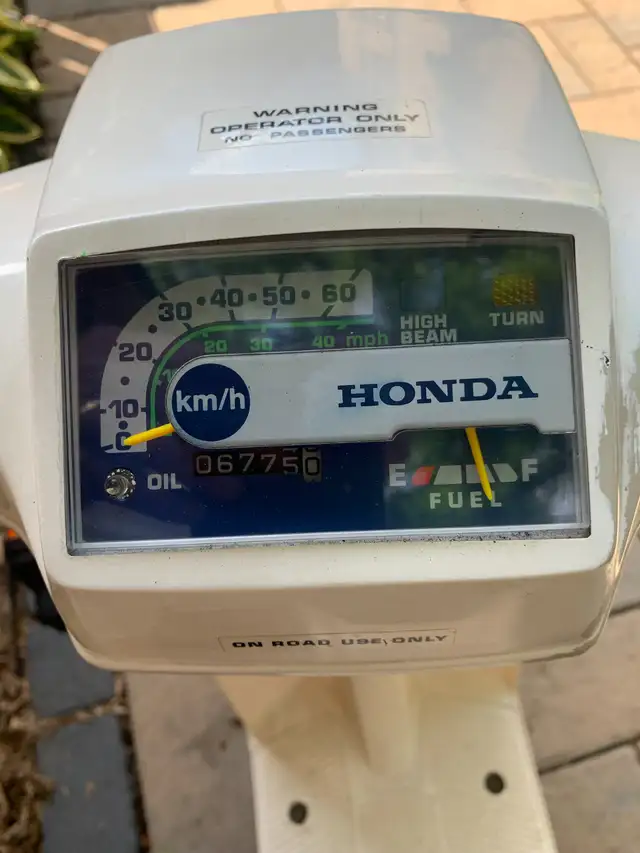 WARNING
OPERATOR ONLY
NO PASSENGERS
0 10 20 30 40 50 60
10 20 30 40 mph
HIGH
BEAM
TURN
km/h
HONDA
067750
OIL
E F
FUEL
ON ROAD USE ONLY